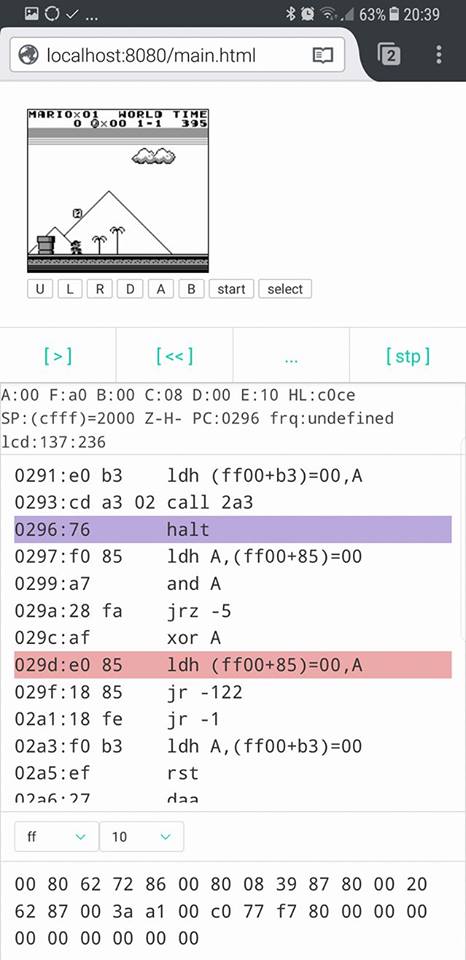 ... 63% 20:39
localhost:8080/main.html 2
MARIO×01 WORLD TIME
0 ×00 1-1 395
U L R D A B start select
[>] [<<] ... [stp]
A:00 F:a0 B:00 C:08 D:00 E:10 HL:c0ce
SP:(cfff)=2000 Z-H- PC:0296 frq:undefined
lcd:137:236
0291:e0 b3 ldh (ff00+b3)=00,A
0293:cd a3 02 call 2a3
0296:76 halt
0297:f0 85 ldh A,(ff00+85)=00
0299:a7 and A
029a:28 fa jrz -5
029c:af xor A
029d:e0 85 ldh (ff00+85)=00,A
029f:18 85 jr -122
02a1:18 fe jr -1
02a3:f0 b3 ldh A,(ff00+b3)=00
02a5:ef rst
02a6:27 daa
ff 10
00 80 62 72 86 00 80 08 39 87 80 00 20
62 87 00 3a a1 00 c0 77 f7 80 00 00 00
00 00 00 00 00 00